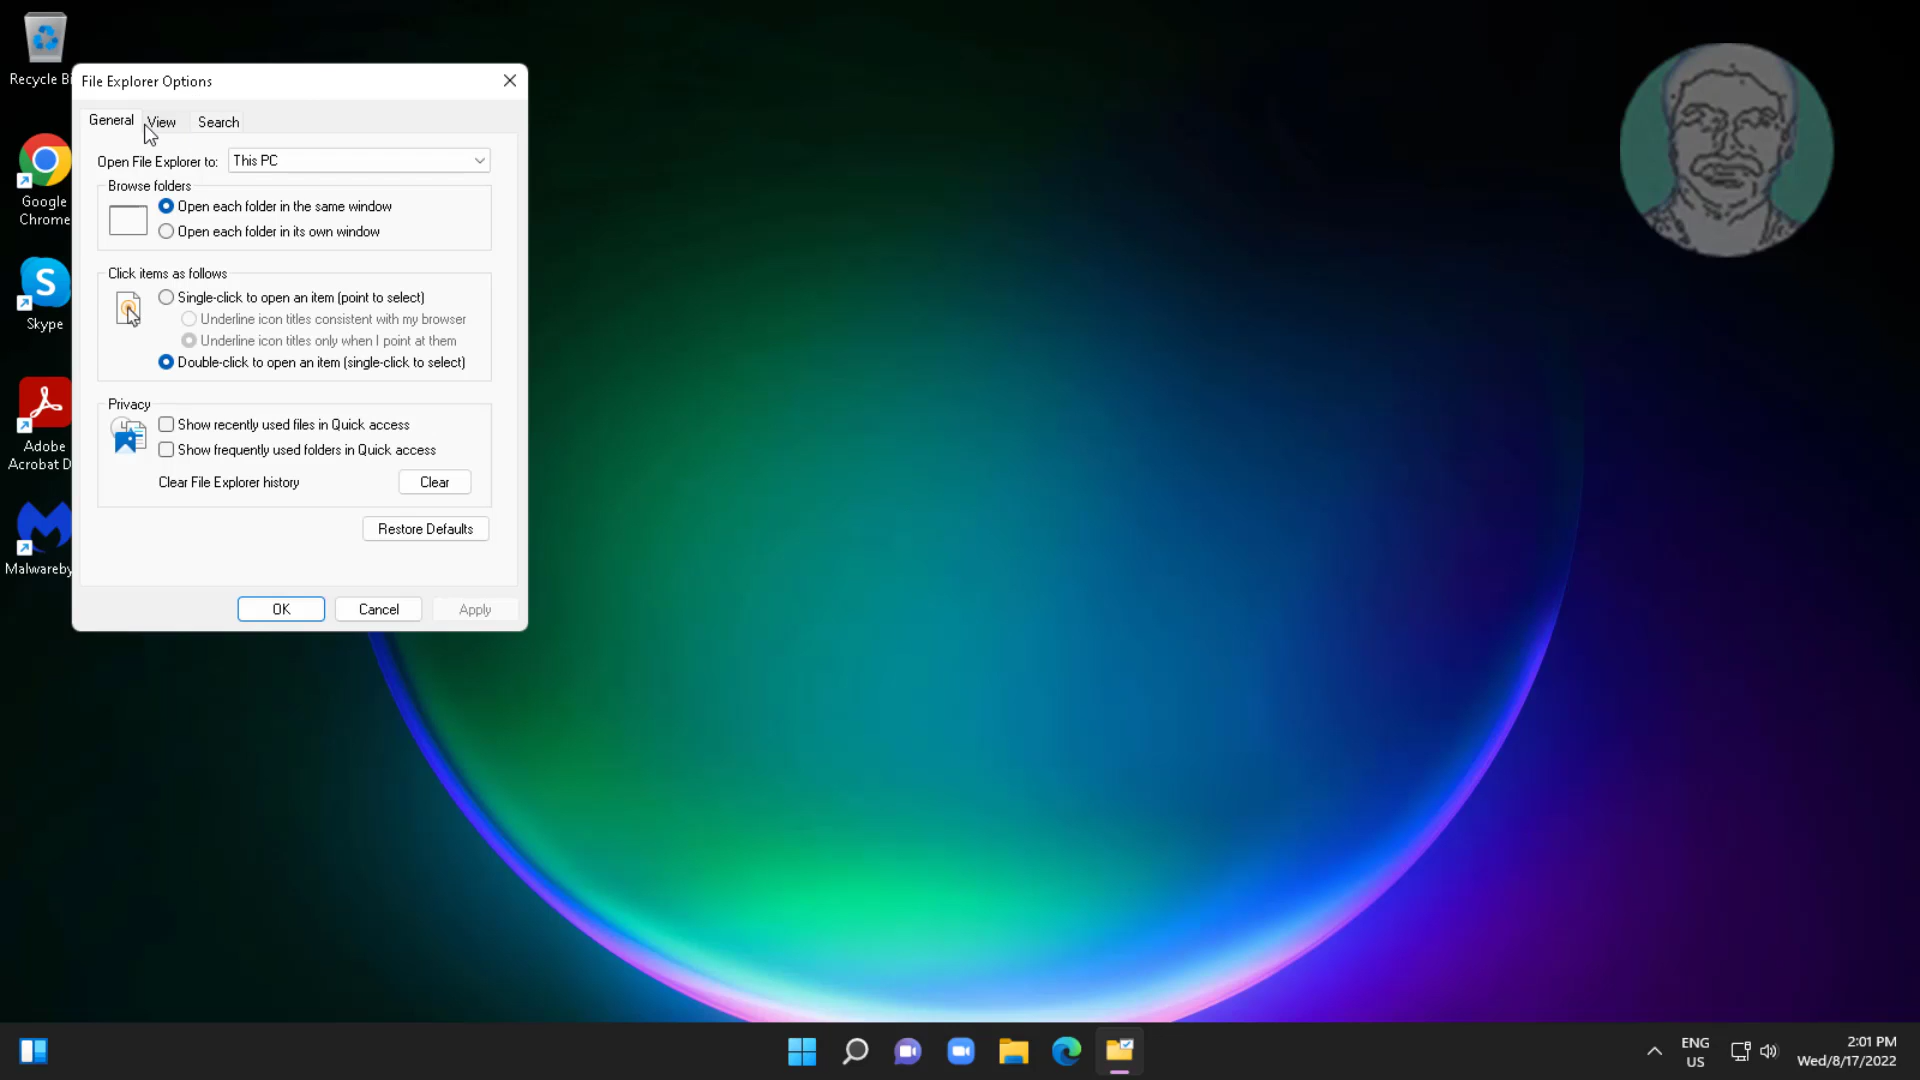 Recycle B
File Explorer Options
General
View
Search
Open File Explorer to:
This PC
Browse folders
Open each folder in the same window
Open each folder in its own window
Click items as follows
Single-click to open an item (point to select)
Underline icon titles consistent with my browser
Underline icon titles only when I point at them
Double-click to open an item (single-click to select)
Privacy
Show recently used files in Quick access
Show frequently used folders in Quick access
Clear File Explorer history
Clear
Restore Defaults
OK
Cancel
Apply
Google
Chrome
Skype
Adobe
Acrobat D
Malwareby
ENG
US
2:01 PM
Wed/8/17/2022